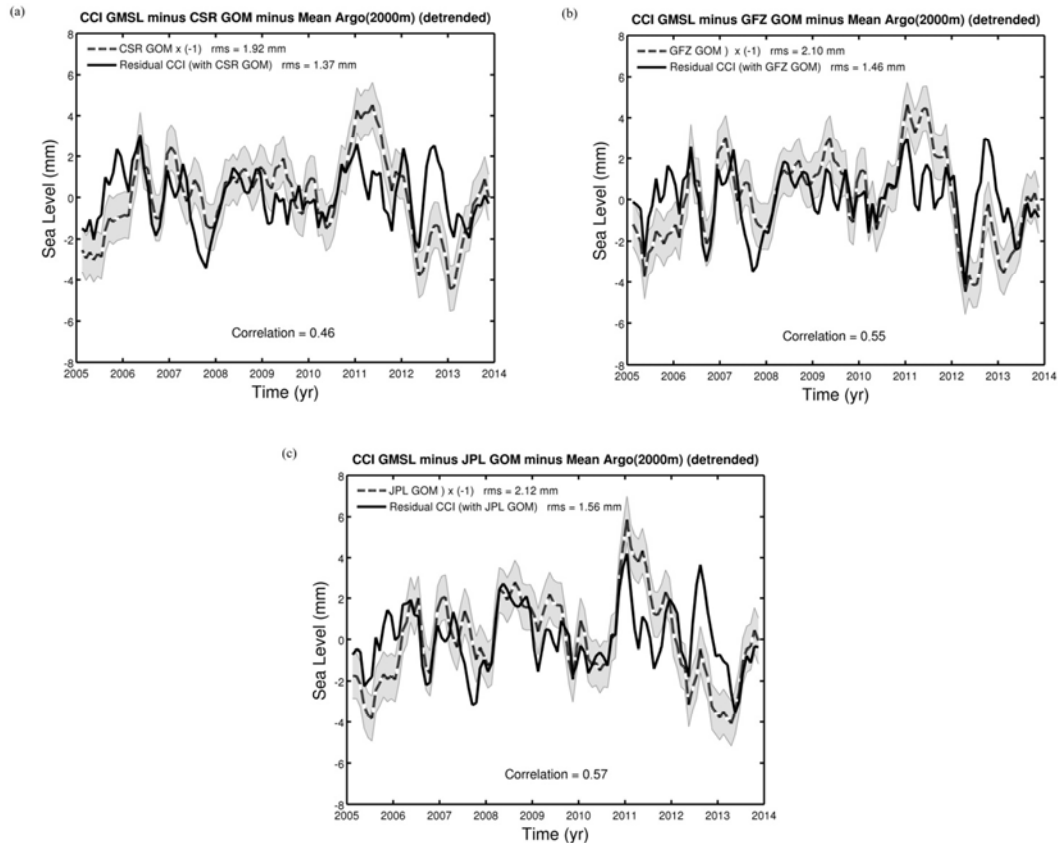 (a)
CCI GMSL minus CSR GOM minus Mean Argo(2000m) (detrended)
CSR GOM x (-1) rms = 1.92 mm
Residual CCI (with CSR GOM) rms = 1.37 mm
8
6
4
2
0
-2
-4
-6
-8
Sea Level (mm)
Correlation = 0.46
2005 2006 2007 2008 2009 2010 2011 2012 2013 2014
Time (yr)
(b)
CCI GMSL minus GFZ GOM minus Mean Argo(2000m) (detrended)
GFZ GOM ) x (-1) rms = 2.10 mm
Residual CCI (with GFZ GOM) rms = 1.46 mm
8
6
4
2
0
-2
-4
-6
-8
Sea Level (mm)
Correlation = 0.55
2005 2006 2007 2008 2009 2010 2011 2012 2013 2014
Time (yr)
(c)
CCI GMSL minus JPL GOM minus Mean Argo(2000m) (detrended)
JPL GOM ) x (-1) rms = 2.12 mm
Residual CCI (with JPL GOM) rms = 1.56 mm
8
6
4
2
0
-2
-4
-6
-8
Sea Level (mm)
Correlation = 0.57
2005 2006 2007 2008 2009 2010 2011 2012 2013 2014
Time (yr)